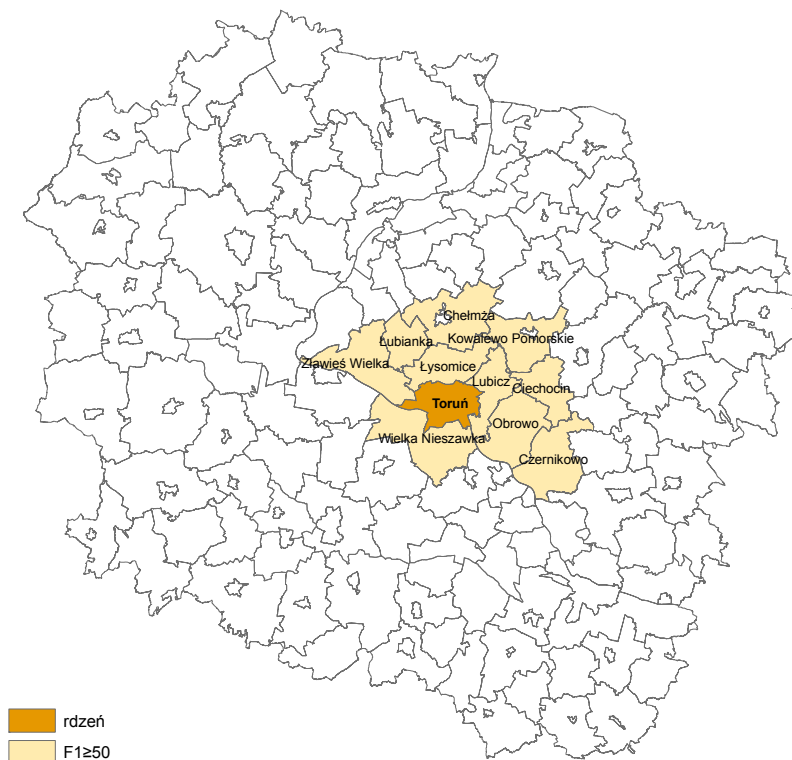 Chełmża
Kowalewo Pomorskie
Łubianka
Zławieś Wielka
Łysomice
Lubicz
Ciechocin
Toruń
Obrowo
Wielka Nieszawka
Czernikowo
rdzeń
F1≥50